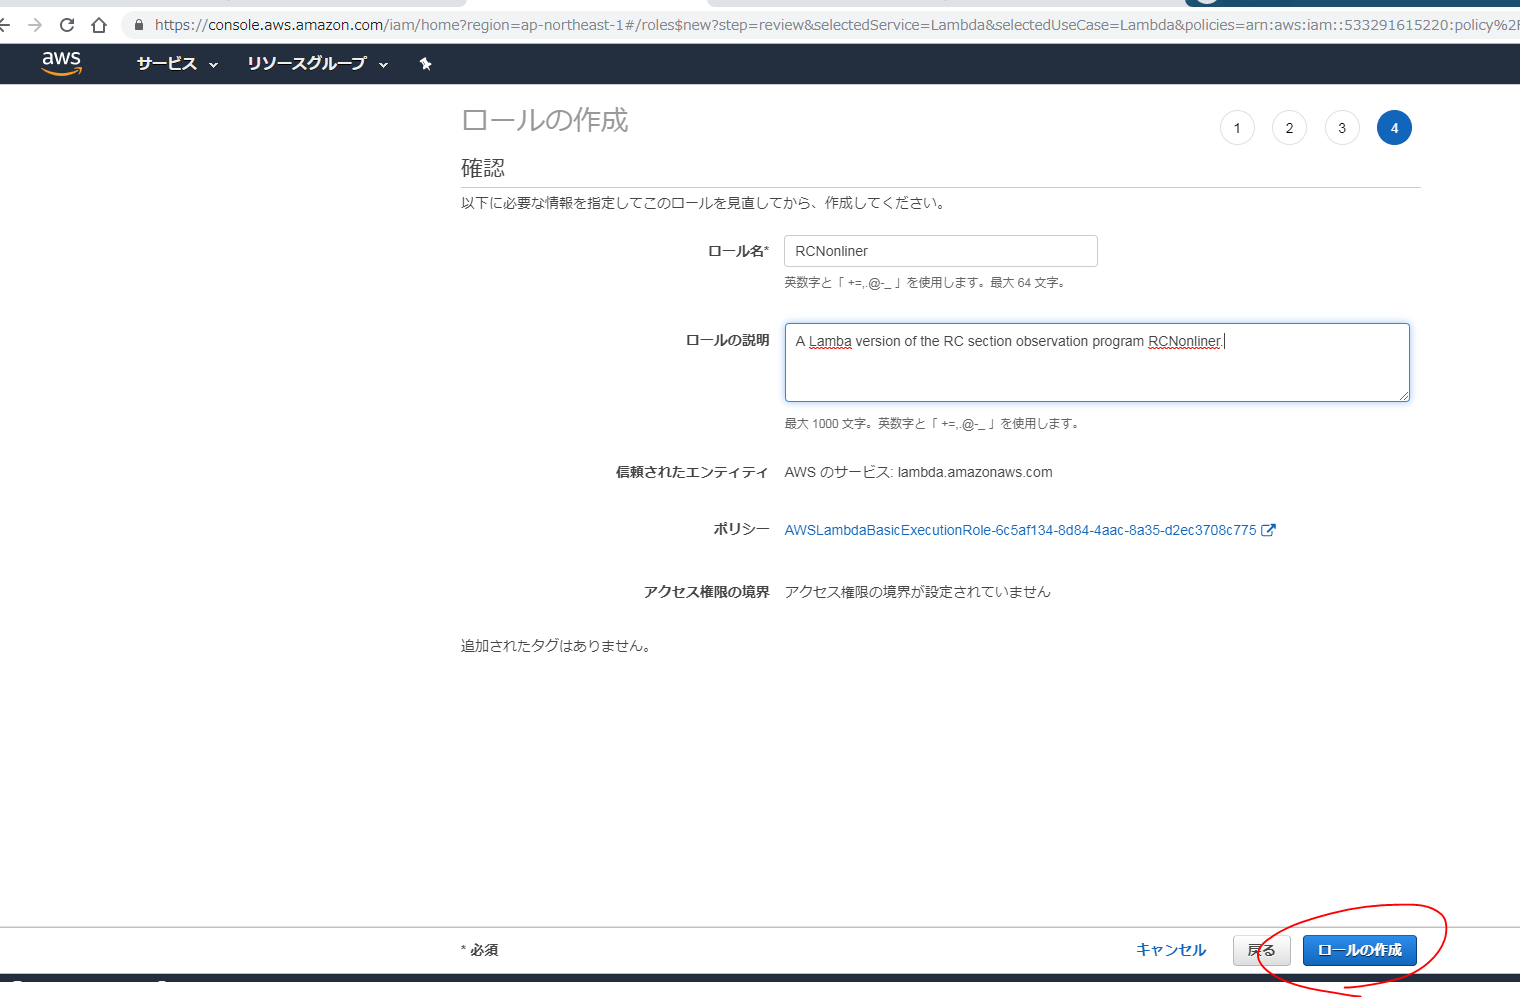 https://console.aws.amazon.com/iam/home?region=ap-northeast-1#/roles$new?step=review&selectedService=Lambda&selectedUseCase=Lambda&policies=arn:aws:iam::533291615220:policy%2F
aws サービス リソースグループ
ロールの作成
1 2 3 4
確認
以下に必要な情報を指定してこのロールを見直してから、作成してください。
ロール名* RCNonliner
英数字と「 +=,.@-_ 」を使用します。最大 64 文字。
ロールの説明 A Lamba version of the RC section observation program RCNonliner.
最大 1000 文字。英数字と「 +=,.@-_ 」を使用します。
信頼されたエンティティ AWS のサービス: lambda.amazonaws.com
ポリシー AWSLambdaBasicExecutionRole-6c5af134-8d84-4aac-8a35-d2ec3708c775
アクセス権限の境界 アクセス権限の境界が設定されていません
追加されたタグはありません。
* 必須 キャンセル 戻る ロールの作成